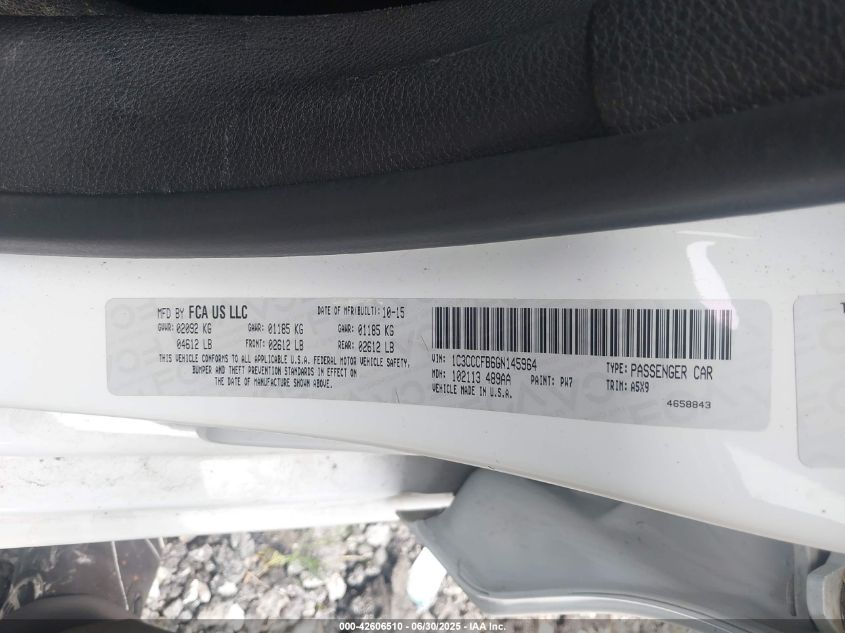 MFD BY FCA US LLC DATE OF MFR(BUILT): 10-15
GVWR: 02092 KG GAWR: 01185 KG GAWR: 01185 KG
04612 LB FRONT: 02612 LB REAR: 02612 LB
THIS VEHICLE CONFORMS TO ALL APPLICABLE U.S.A. FEDERAL MOTOR VEHICLE SAFETY,
BUMPER AND THEFT PREVENTION STANDARDS IN EFFECT ON
THE DATE OF MANUFACTURE SHOWN ABOVE.
VIN: 1C3CCCFB6GN145964 TYPE: PASSENGER CAR
MDH: 102113 489AA PAINT: PW7 TRIM: A5X9
VEHICLE MADE IN U.S.A.
4658843
000-42606510 - 06/30/2025 - IAA Inc.